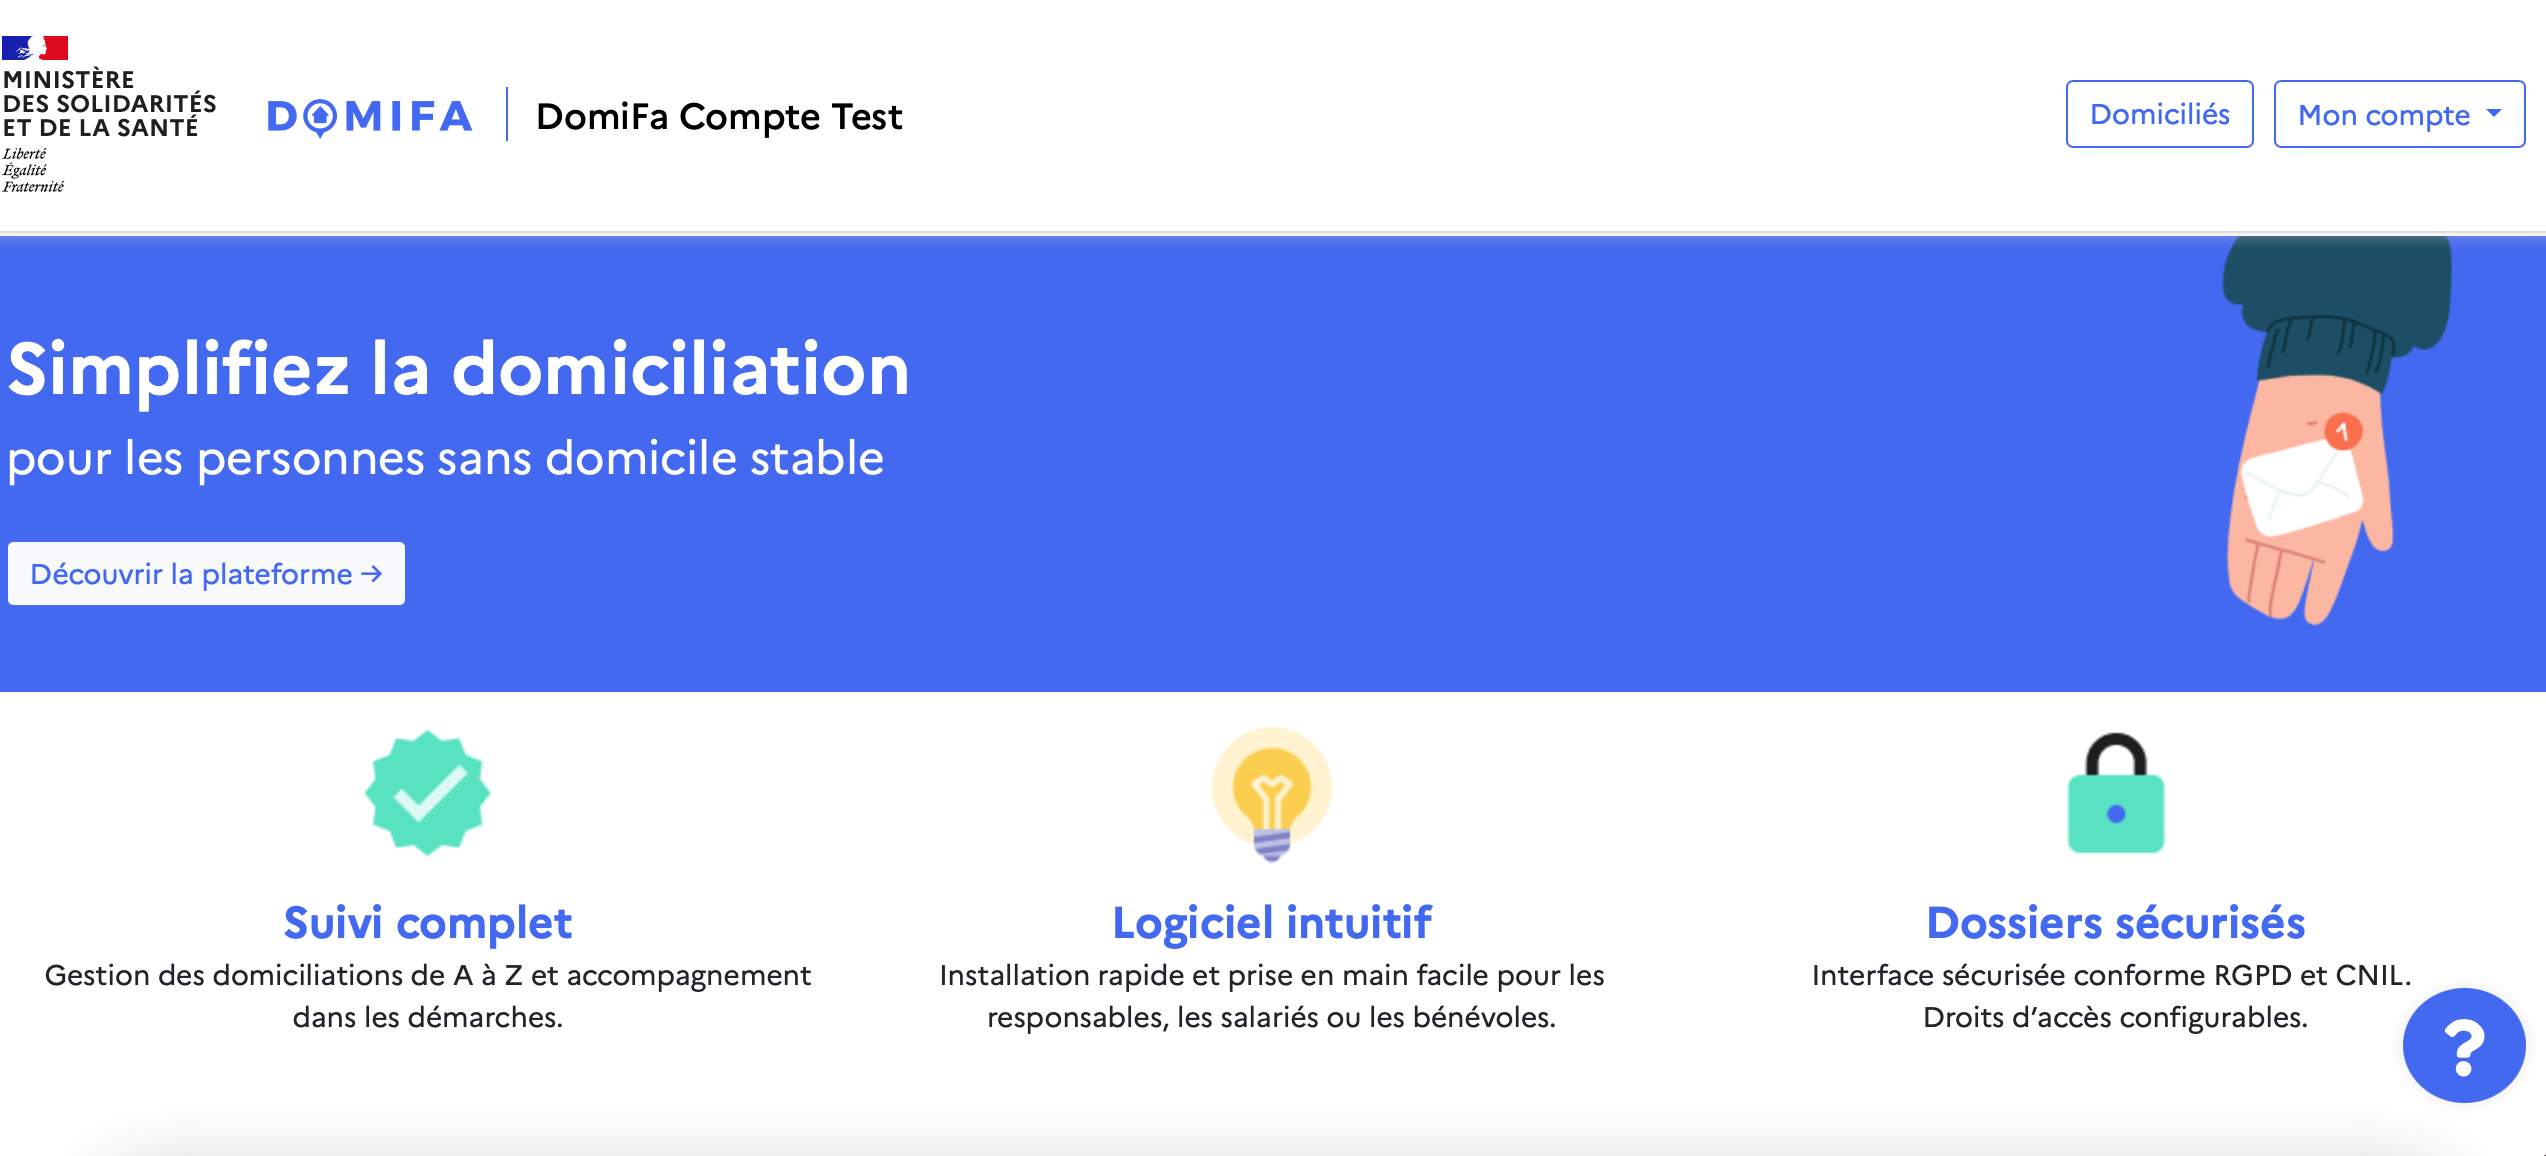 MINISTÈRE
DES SOLIDARITÉS
ET DE LA SANTÉ
Liberté
Égalité
Fraternité
DOMIFA
DomiFa Compte Test
Domiciliés
Mon compte
Simplifiez la domiciliation
pour les personnes sans domicile stable
1
Découvrir la plateforme →
Suivi complet
Gestion des domiciliations de A à Z et accompagnement
dans les démarches.
Logiciel intuitif
Installation rapide et prise en main facile pour les
responsables, les salariés ou les bénévoles.
Dossiers sécurisés
Interface sécurisée conforme RGPD et CNIL.
Droits d’accès configurables.
?